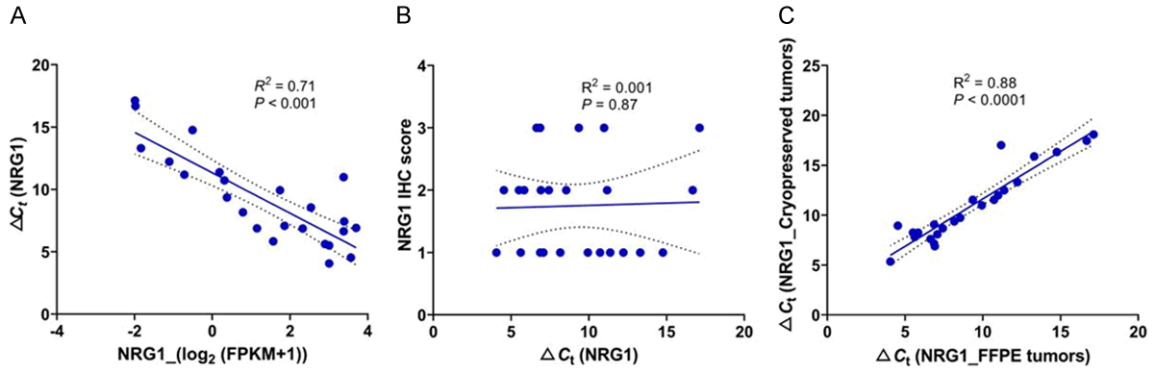 A
20
15
10
5
0
ΔCt (NRG1)
R² = 0.71
P < 0.001
-4 -2 0 2 4
NRG1_(log₂ (FPKM+1))
B
4
3
2
1
0
NRG1 IHC score
R² = 0.001
P = 0.87
0 5 10 15 20
△Ct (NRG1)
C
25
20
15
10
5
0
△Ct (NRG1_Cryopreserved tumors)
R² = 0.88
P < 0.0001
0 5 10 15 20
△Ct (NRG1_FFPE tumors)